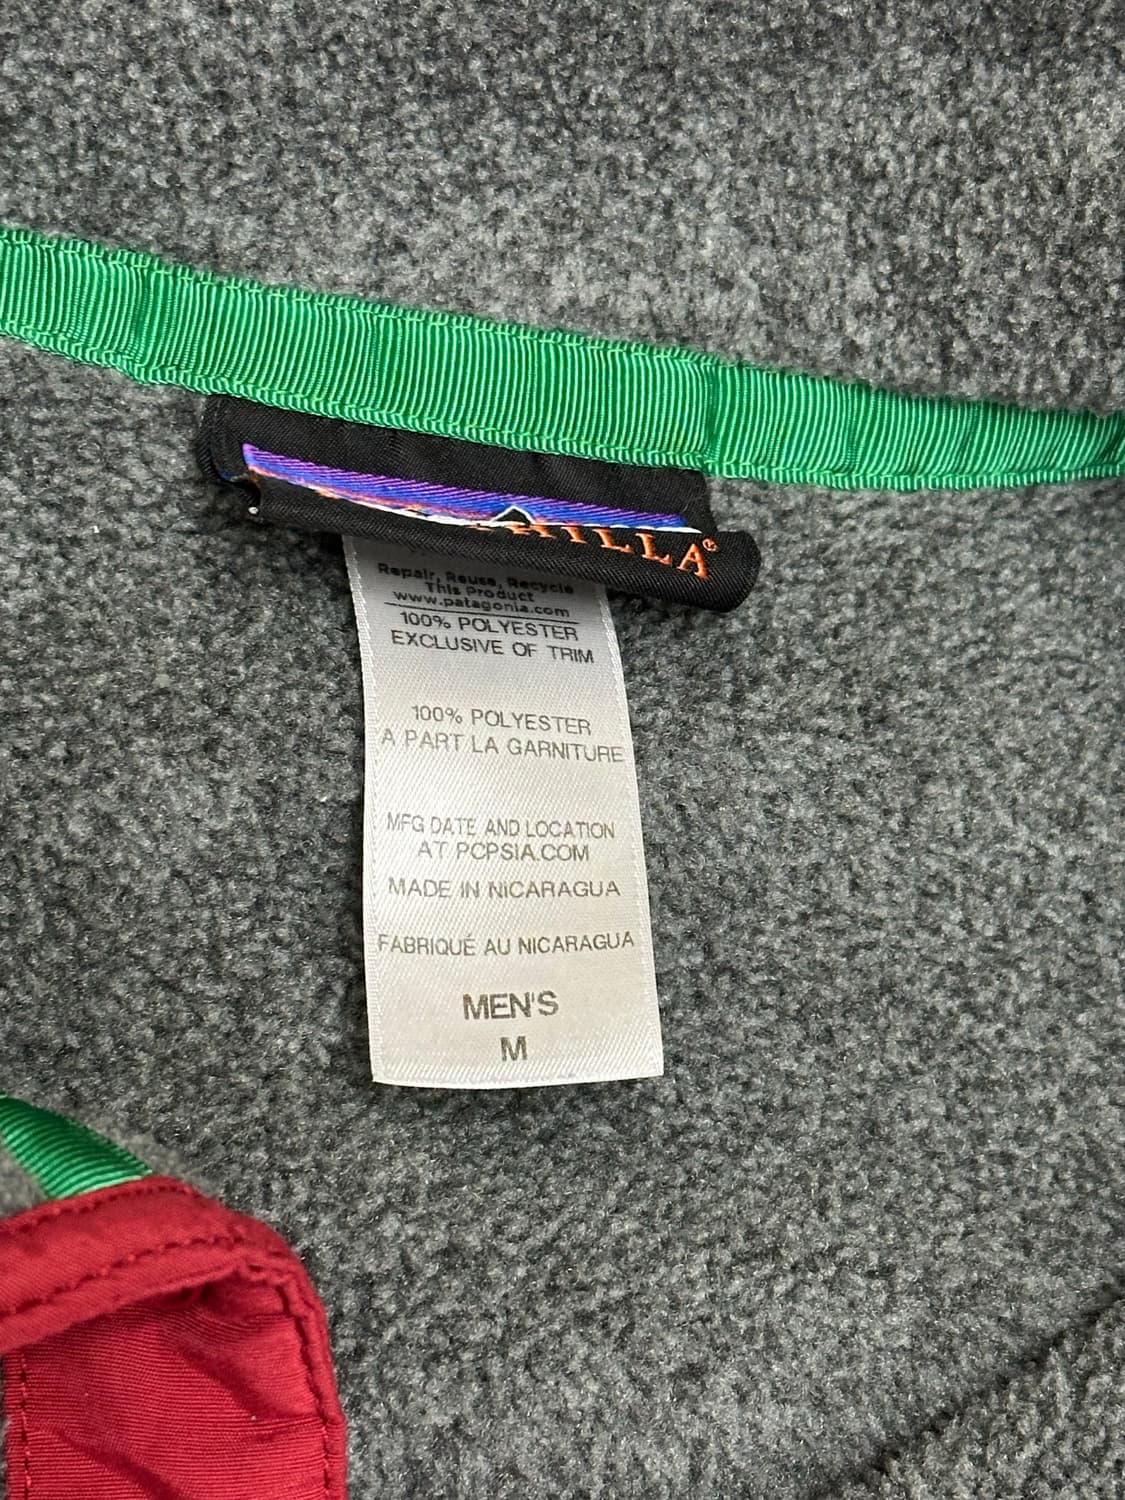 ILLA®
Repair, Reuse, Recycle
This Product
www.patagonia.com
100% POLYESTER
EXCLUSIVE OF TRIM
100% POLYESTER
A PART LA GARNITURE
MFG DATE AND LOCATION
AT PCPSIA.COM
MADE IN NICARAGUA
FABRIQUÉ AU NICARAGUA
MEN'S
M